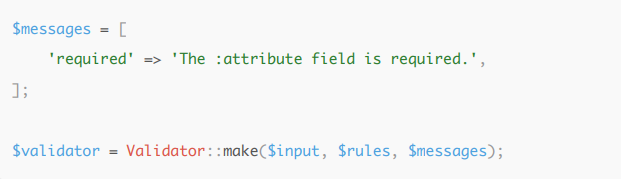 $messages = [
    'required' => 'The :attribute field is required.',
];
$validator = Validator::make($input, $rules, $messages);